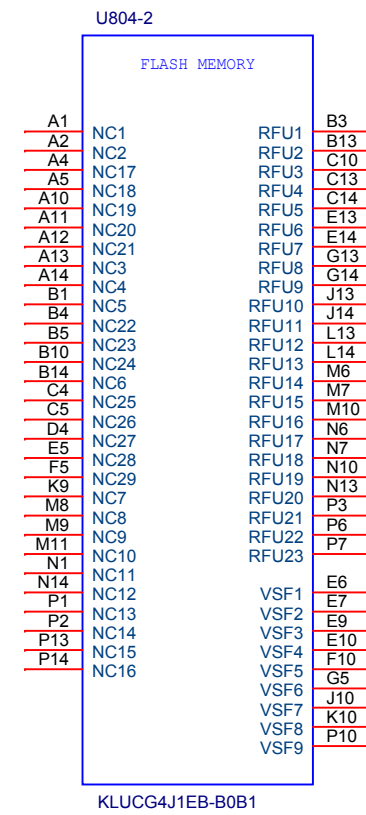 U804-2
FLASH MEMORY
A1 NC1 RFU1 B3
A2 NC2 RFU2 B13
A4 NC17 RFU3 C10
A5 NC18 RFU4 C13
A10 NC19 RFU5 C14
A11 NC20 RFU6 E13
A12 NC21 RFU7 E14
A13 NC3 RFU8 G13
A14 NC4 RFU9 G14
B1 NC5 RFU10 J13
B4 NC22 RFU11 J14
B5 NC23 RFU12 L13
B10 NC24 RFU13 L14
B14 NC6 RFU14 M6
C4 NC25 RFU15 M7
C5 NC26 RFU16 M10
D4 NC27 RFU17 N6
E5 NC28 RFU18 N7
F5 NC29 RFU19 N10
K9 NC7 RFU20 N13
M8 NC8 RFU21 P3
M9 NC9 RFU22 P6
M11 NC10 RFU23 P7
N1 NC11
N14 NC12 VSF1 E6
P1 NC13 VSF2 E7
P2 NC14 VSF3 E9
P13 NC15 VSF4 E10
P14 NC16 VSF5 F10
VSF6 G5
VSF7 J10
VSF8 K10
VSF9 P10
KLUCG4J1EB-B0B1